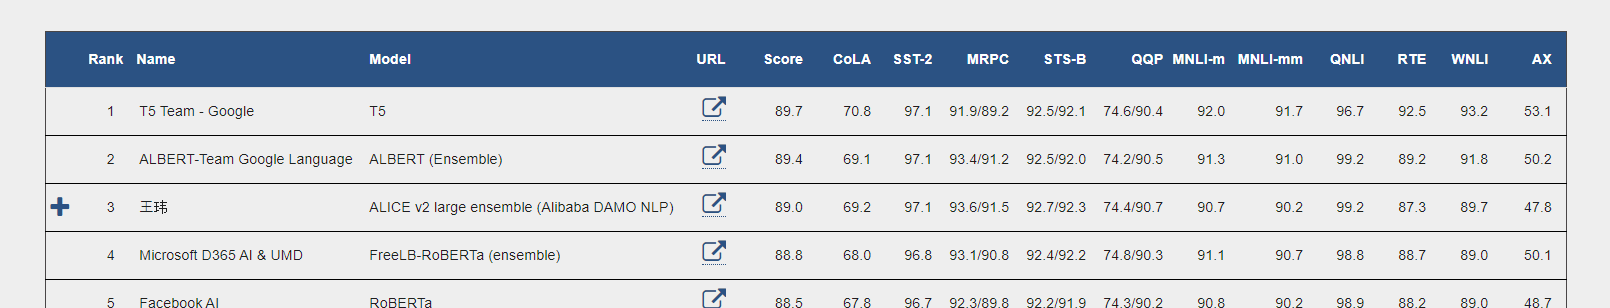 Rank Name Model URL Score CoLA SST-2 MRPC STS-B QQP MNLI-m MNLI-mm QNLI RTE WNLI AX
1 T5 Team - Google T5 89.7 70.8 97.1 91.9/89.2 92.5/92.1 74.6/90.4 92.0 91.7 96.7 92.5 93.2 53.1
2 ALBERT-Team Google Language ALBERT (Ensemble) 89.4 69.1 97.1 93.4/91.2 92.5/92.0 74.2/90.5 91.3 91.0 99.2 89.2 91.8 50.2
3 王玮 ALICE v2 large ensemble (Alibaba DAMO NLP) 89.0 69.2 97.1 93.6/91.5 92.7/92.3 74.4/90.7 90.7 90.2 99.2 87.3 89.7 47.8
4 Microsoft D365 AI & UMD FreeLB-RoBERTa (ensemble) 88.8 68.0 96.8 93.1/90.8 92.4/92.2 74.8/90.3 91.1 90.7 98.8 88.7 89.0 50.1
5 Facebook AI RoBERTa 88.5 67.8 96.7 92.3/89.8 92.2/91.9 74.3/90.2 90.8 90.2 98.9 88.2 89.0 48.7